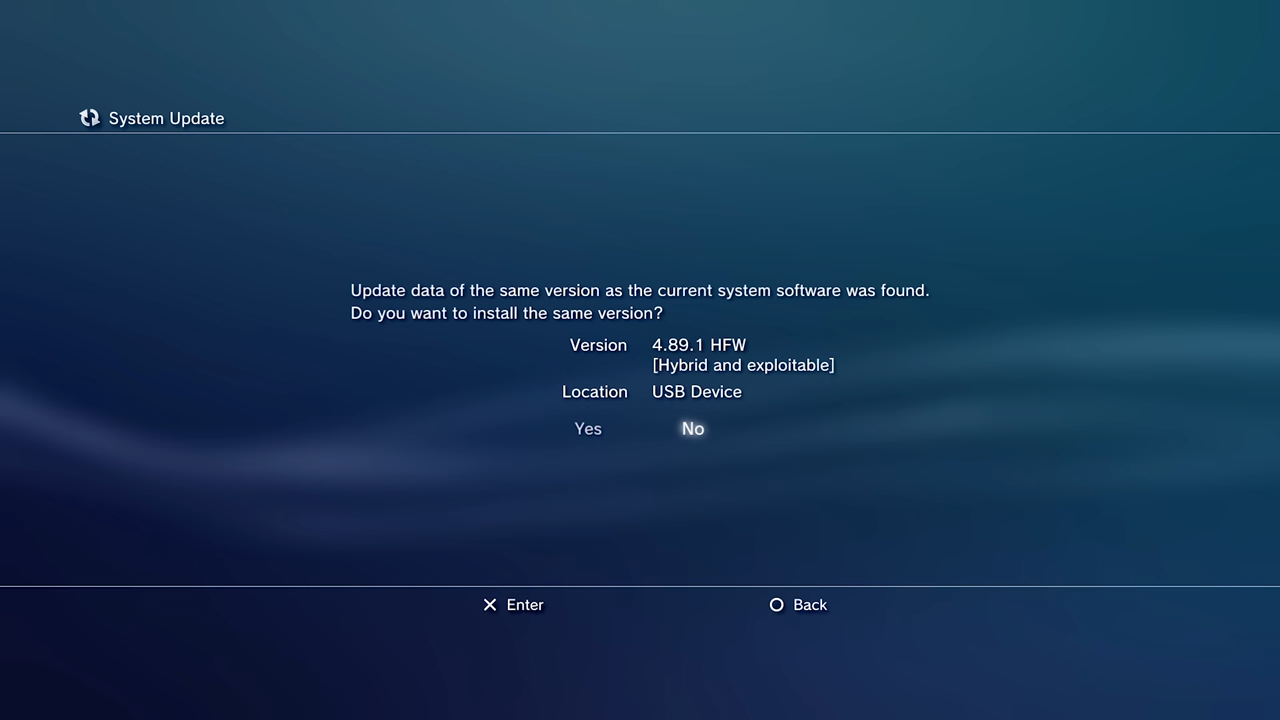 System Update
Update data of the same version as the current system software was found.
Do you want to install the same version?
Version 4.89.1 HFW
[Hybrid and exploitable]
Location USB Device
Yes No
Enter Back